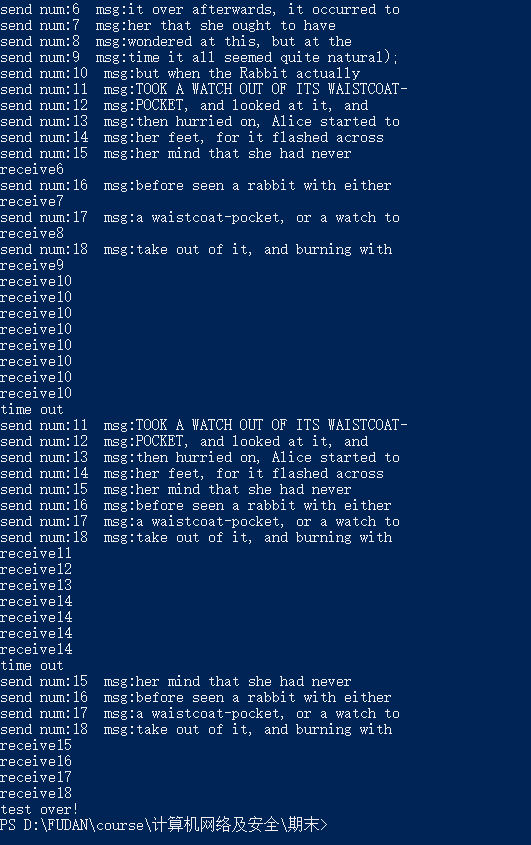 send num:6  msg:it over afterwards, it occurred to
send num:7  msg:her that she ought to have
send num:8  msg:wondered at this, but at the
send num:9  msg:time it all seemed quite natural);
send num:10  msg:but when the Rabbit actually
send num:11  msg:TOOK A WATCH OUT OF ITS WAISTCOAT-
send num:12  msg:POCKET, and looked at it, and
send num:13  msg:then hurried on, Alice started to
send num:14  msg:her feet, for it flashed across
send num:15  msg:her mind that she had never
receive6
send num:16  msg:before seen a rabbit with either
receive7
send num:17  msg:a waistcoat-pocket, or a watch to
receive8
send num:18  msg:take out of it, and burning with
receive9
receive10
receive10
receive10
receive10
receive10
receive10
receive10
receive10
time out
send num:11  msg:TOOK A WATCH OUT OF ITS WAISTCOAT-
send num:12  msg:POCKET, and looked at it, and
send num:13  msg:then hurried on, Alice started to
send num:14  msg:her feet, for it flashed across
send num:15  msg:her mind that she had never
send num:16  msg:before seen a rabbit with either
send num:17  msg:a waistcoat-pocket, or a watch to
send num:18  msg:take out of it, and burning with
receive11
receive12
receive13
receive14
receive14
receive14
receive14
time out
send num:15  msg:her mind that she had never
send num:16  msg:before seen a rabbit with either
send num:17  msg:a waistcoat-pocket, or a watch to
send num:18  msg:take out of it, and burning with
receive15
receive16
receive17
receive18
test over!
PS D:\FUDAN\course\计算机网络及安全\期末>